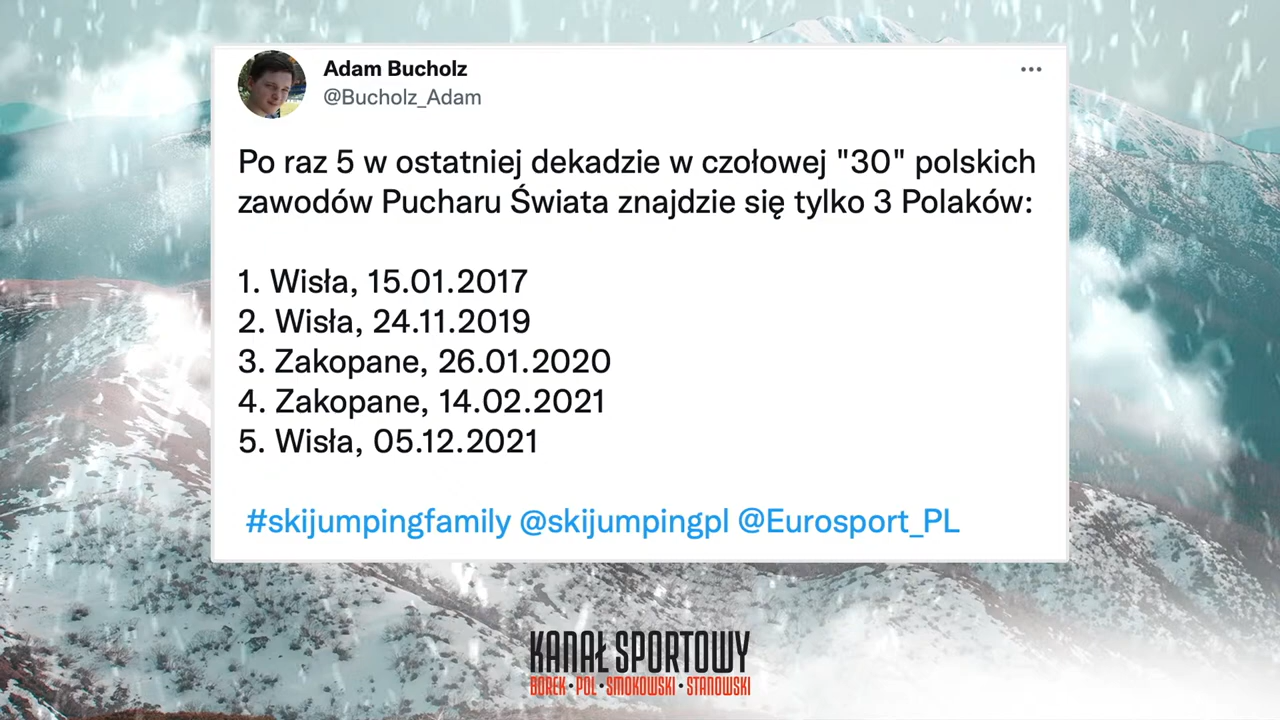 Adam Bucholz
@Bucholz_Adam
Po raz 5 w ostatniej dekadzie w czołowej "30" polskich
zawodów Pucharu Świata znajdzie się tylko 3 Polaków:
1. Wisła, 15.01.2017
2. Wisła, 24.11.2019
3. Zakopane, 26.01.2020
4. Zakopane, 14.02.2021
5. Wisła, 05.12.2021
#skijumpingfamily @skijumpingpl @Eurosport_PL
KANAŁ SPORTOWY
BOREK • POL • SMOKOWSKI • STANOWSKI